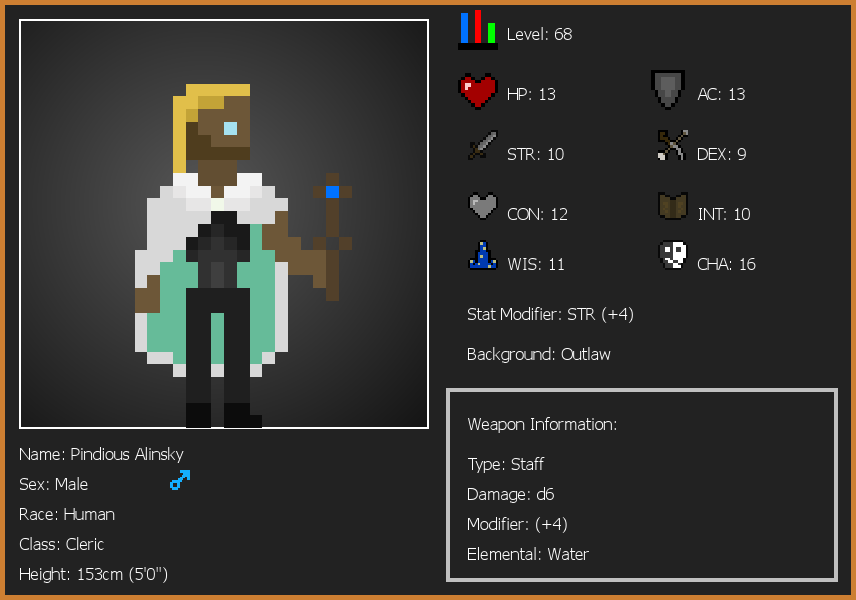 Level: 68
HP: 13
AC: 13
STR: 10
DEX: 9
CON: 12
INT: 10
WIS: 11
CHA: 16
Stat Modifier: STR (+4)
Background: Outlaw
Weapon Information:
Type: Staff
Damage: d6
Modifier: (+4)
Elemental: Water
Name: Pindious Alinsky
Sex: Male
Race: Human
Class: Cleric
Height: 153cm (5'0")